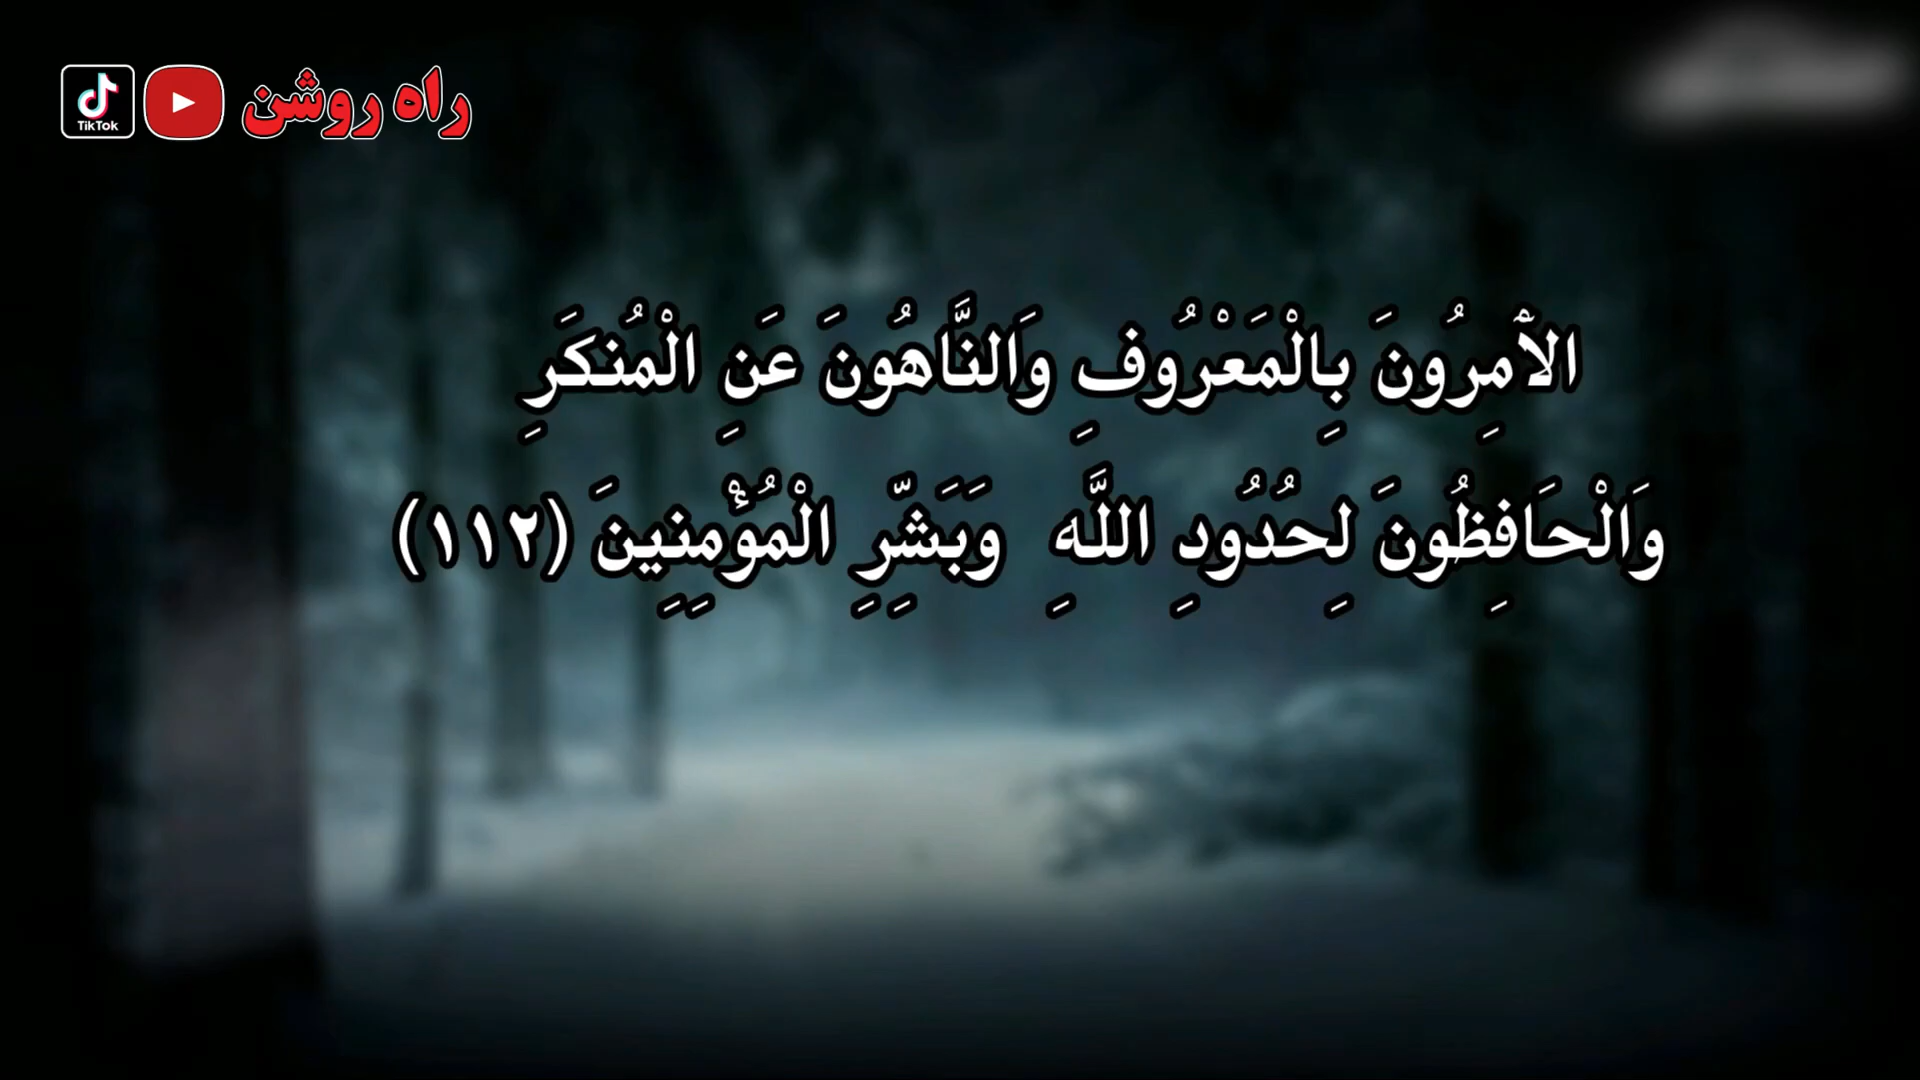 TikTok
راه روشن
الآمِرُونَ بِالْمَعْرُوفِ وَالنَّاهُونَ عَنِ الْمُنكَرِ
وَالْحَافِظُونَ لِحُدُودِ اللَّهِ وَبَشِّرِ الْمُؤْمِنِينَ (١١٢)